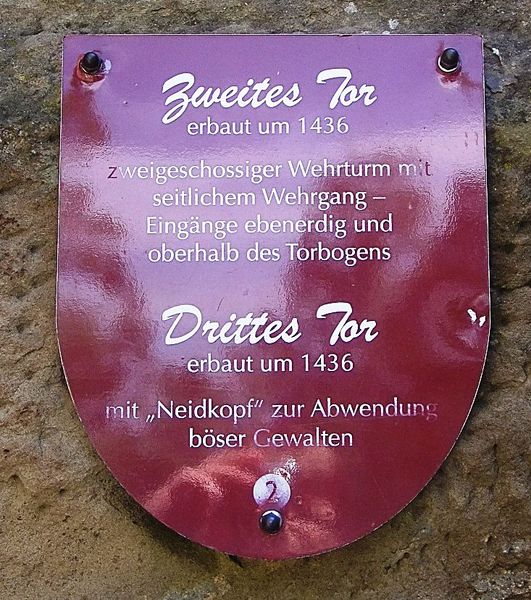 Zweites Tor
erbaut um 1436
zweigeschossiger Wehrturm mit
seitlichem Wehrgang –
Eingänge ebenerdig und
oberhalb des Torbogens
Drittes Tor
erbaut um 1436
mit „Neidkopf“ zur Abwendung
böser Gewalten
2